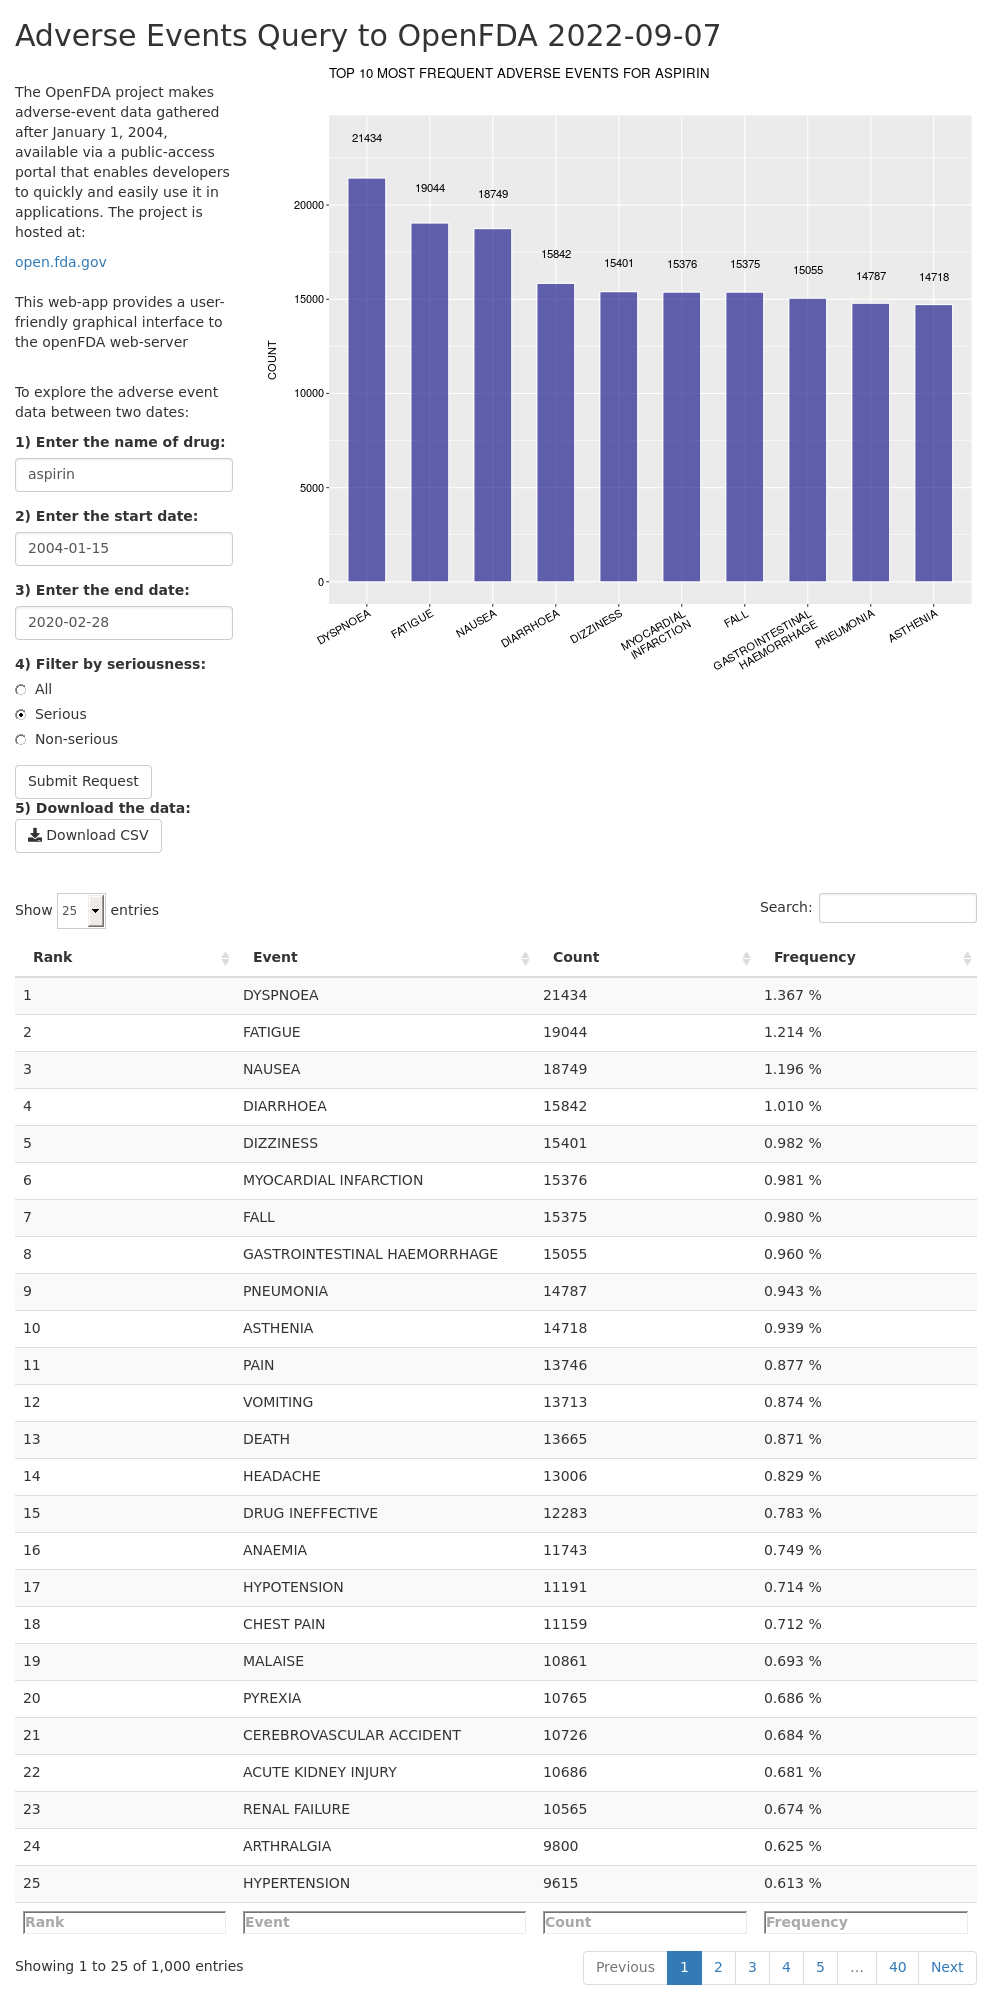 Adverse Events Query to OpenFDA 2022-09-07
The OpenFDA project makes
adverse-event data gathered
after January 1, 2004,
available via a public-access
portal that enables developers
to quickly and easily use it in
applications. The project is
hosted at:
open.fda.gov
This web-app provides a user-
friendly graphical interface to
the openFDA web-server
To explore the adverse event
data between two dates:
1) Enter the name of drug:
aspirin
2) Enter the start date:
2004-01-15
3) Enter the end date:
2020-02-28
4) Filter by seriousness:
All
Serious
Non-serious
Submit Request
5) Download the data:
Download CSV
TOP 10 MOST FREQUENT ADVERSE EVENTS FOR ASPIRIN
21434
19044
18749
15842
15401
15376
15375
15055
14787
14718
COUNT
20000
15000
10000
5000
0
DYSPNOEA
FATIGUE
NAUSEA
DIARRHOEA
DIZZINESS
MYOCARDIAL
INFARCTION
FALL
GASTROINTESTINAL
HAEMORRHAGE
PNEUMONIA
ASTHENIA
Show 25 entries
Search:
Rank Event Count Frequency
1 DYSPNOEA 21434 1.367 %
2 FATIGUE 19044 1.214 %
3 NAUSEA 18749 1.196 %
4 DIARRHOEA 15842 1.010 %
5 DIZZINESS 15401 0.982 %
6 MYOCARDIAL INFARCTION 15376 0.981 %
7 FALL 15375 0.980 %
8 GASTROINTESTINAL HAEMORRHAGE 15055 0.960 %
9 PNEUMONIA 14787 0.943 %
10 ASTHENIA 14718 0.939 %
11 PAIN 13746 0.877 %
12 VOMITING 13713 0.874 %
13 DEATH 13665 0.871 %
14 HEADACHE 13006 0.829 %
15 DRUG INEFFECTIVE 12283 0.783 %
16 ANAEMIA 11743 0.749 %
17 HYPOTENSION 11191 0.714 %
18 CHEST PAIN 11159 0.712 %
19 MALAISE 10861 0.693 %
20 PYREXIA 10765 0.686 %
21 CEREBROVASCULAR ACCIDENT 10726 0.684 %
22 ACUTE KIDNEY INJURY 10686 0.681 %
23 RENAL FAILURE 10565 0.674 %
24 ARTHRALGIA 9800 0.625 %
25 HYPERTENSION 9615 0.613 %
Rank Event Count Frequency
Showing 1 to 25 of 1,000 entries
Previous 1 2 3 4 5 … 40 Next